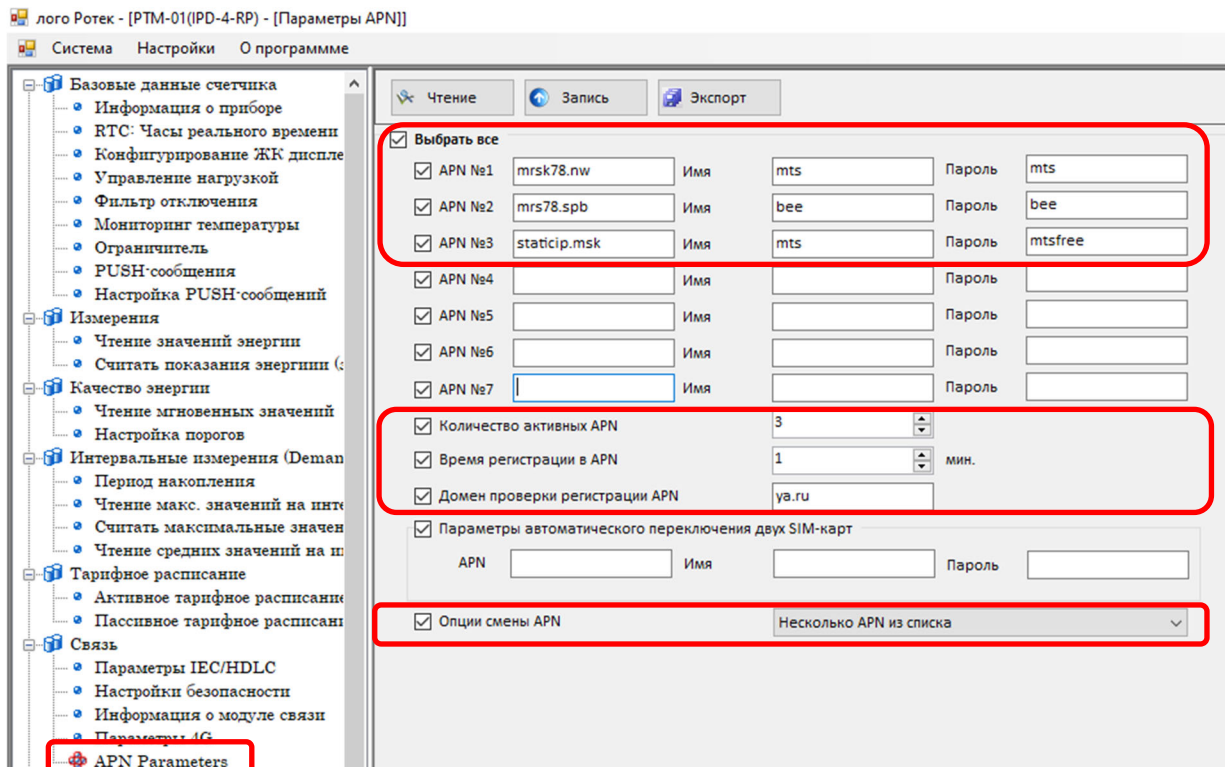 лого Ротек - [РТМ-01(IPD-4-RP) - [Параметры APN]]
Система Настройки О программме
Базовые данные счетчика
Информация о приборе
RTC: Часы реального времени
Конфигурирование ЖК диспле
Управление нагрузкой
Фильтр отключения
Мониторинг температуры
Ограничитель
PUSH-сообщения
Настройка PUSH-сообщений
Измерения
Чтение значений энергии
Считать показания энергиии (з
Качество энергии
Чтение мгновенных значений
Настройка порогов
Интервальные измерения (Deman
Период накопления
Чтение макс. значений на инте
Считать максимальные значен
Чтение средних значений на и
Тарифное расписание
Активное тарифное расписание
Пассивное тарифное расписани
Связь
Параметры IEC/HDLC
Настройки безопасности
Информация о модуле связи
Параметры 4G
APN Parameters
Чтение Запись Экспорт
Выбрать все
APN №1 mrsk78.nw Имя mts Пароль mts
APN №2 mrs78.spb Имя bee Пароль bee
APN №3 staticip.msk Имя mts Пароль mtsfree
APN №4 Имя Пароль
APN №5 Имя Пароль
APN №6 Имя Пароль
APN №7 Имя Пароль
Количество активных APN 3
Время регистрации в APN 1 мин.
Домен проверки регистрации APN ya.ru
Параметры автоматического переключения двух SIM-карт
APN Имя Пароль
Опции смены APN Несколько APN из списка